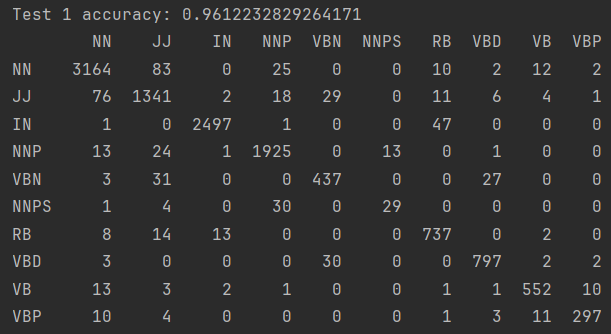 Test 1 accuracy: 0.9612232829264171
NN JJ IN NNP VBN NNPS RB VBD VB VBP
NN 3164 83 0 25 0 0 10 2 12 2
JJ 76 1341 2 18 29 0 11 6 4 1
IN 1 0 2497 1 0 0 47 0 0 0
NNP 13 24 1 1925 0 13 0 1 0 0
VBN 3 31 0 0 437 0 0 27 0 0
NNPS 1 4 0 30 0 29 0 0 0 0
RB 8 14 13 0 0 0 737 0 2 0
VBD 3 0 0 0 30 0 0 797 2 2
VB 13 3 2 1 0 0 1 1 552 10
VBP 10 4 0 0 0 0 1 3 11 297